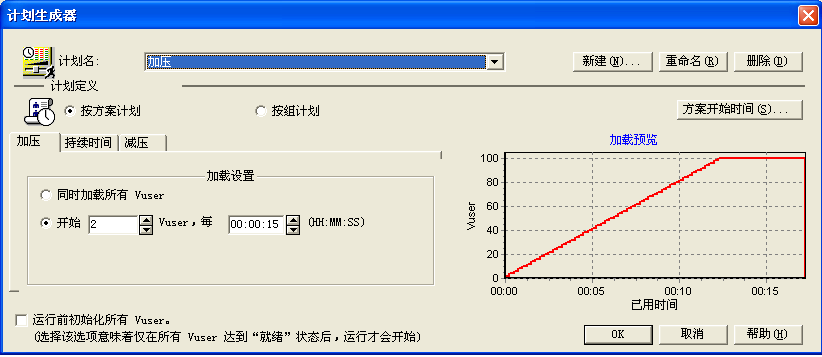 计划生成器
计划名:
加压
新建(N)...
重命名(R)
删除(D)
计划定义
按方案计划
按组计划
方案开始时间(S)...
加压
持续时间
减压
加载设置
同时加载所有 Vuser
开始
2
Vuser，每
00:00:15
(HH:MM:SS)
加载预览
Vuser
100
80
60
40
20
0
00:00
00:05
00:10
00:15
已用时间
运行前初始化所有 Vuser。
(选择该选项意味着仅在所有 Vuser 达到“就绪”状态后，运行才会开始)
OK
取消
帮助(H)